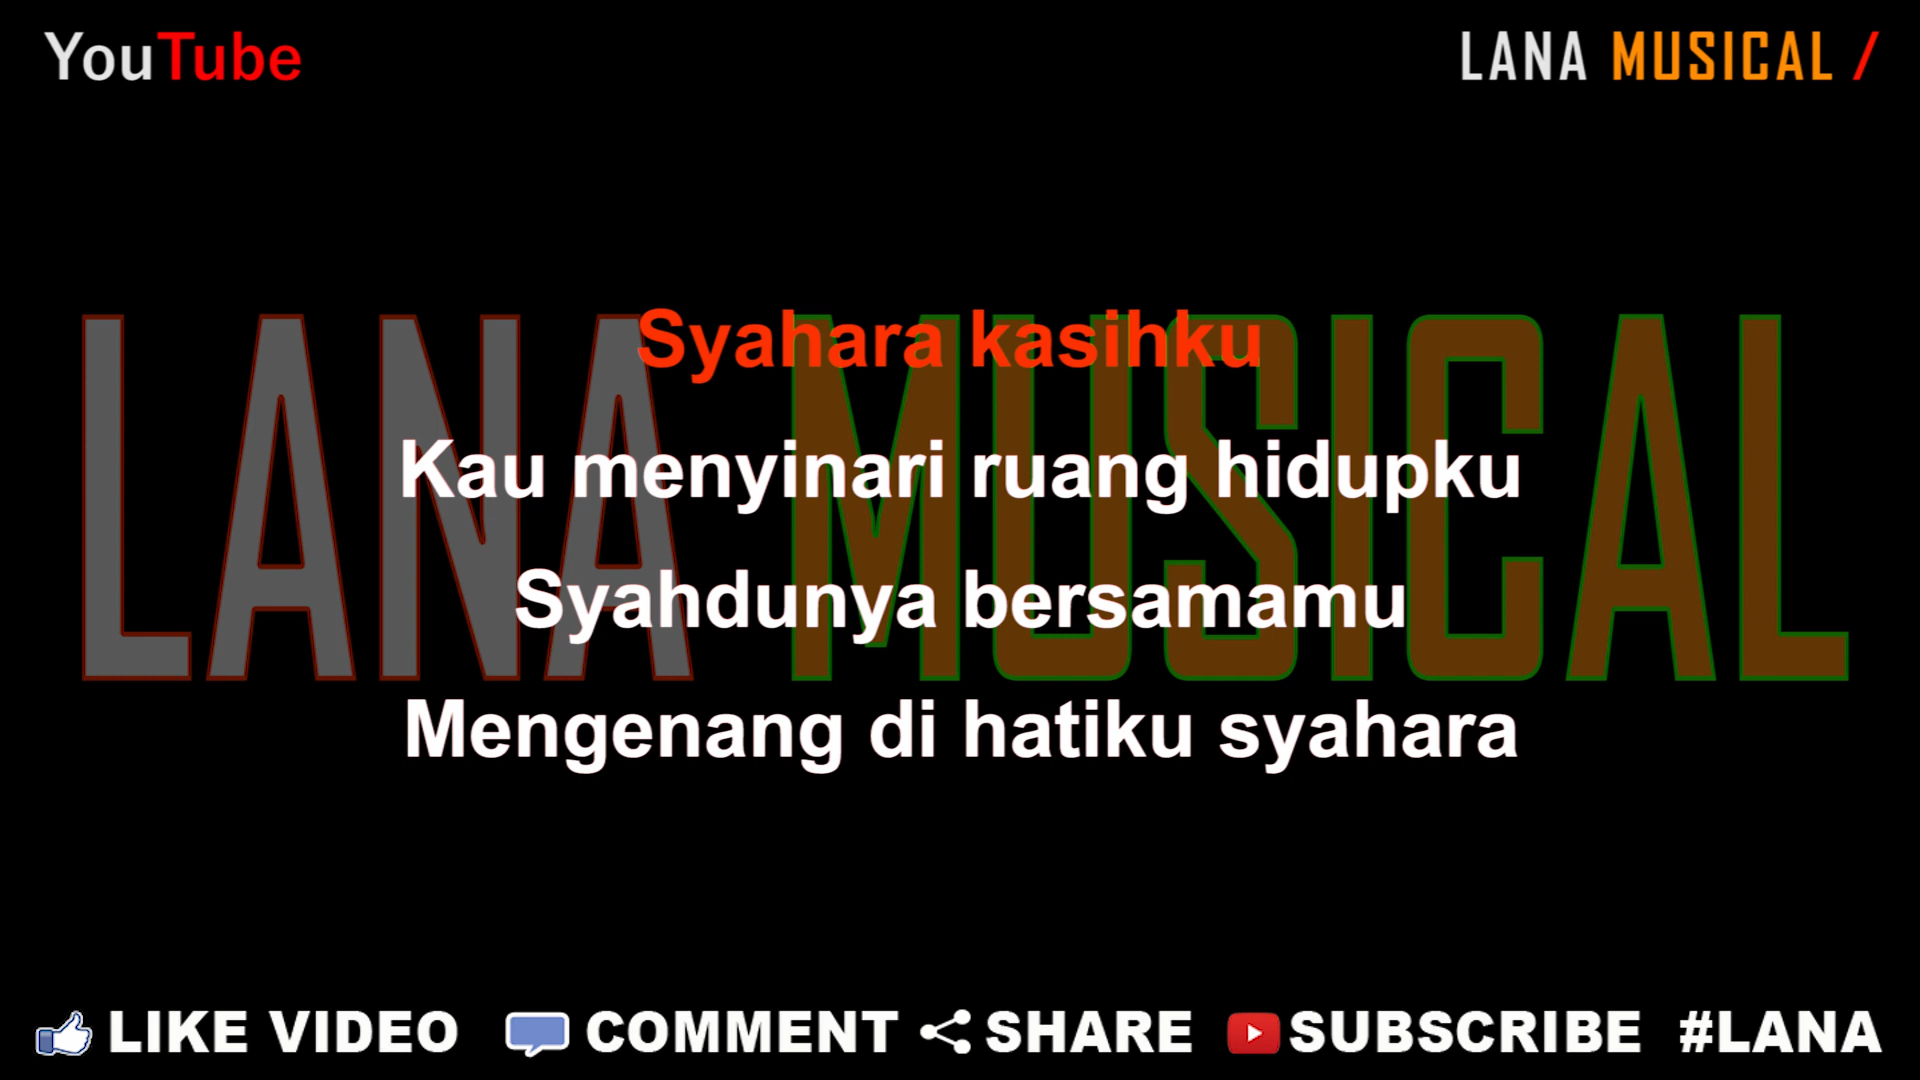 YouTube
LANA MUSICAL /
LANA MUSICAL
Syahara kasihku
Kau menyinari ruang hidupku
Syahdunya bersamamu
Mengenang di hatiku syahara
LIKE VIDEO COMMENT SHARE SUBSCRIBE #LANA